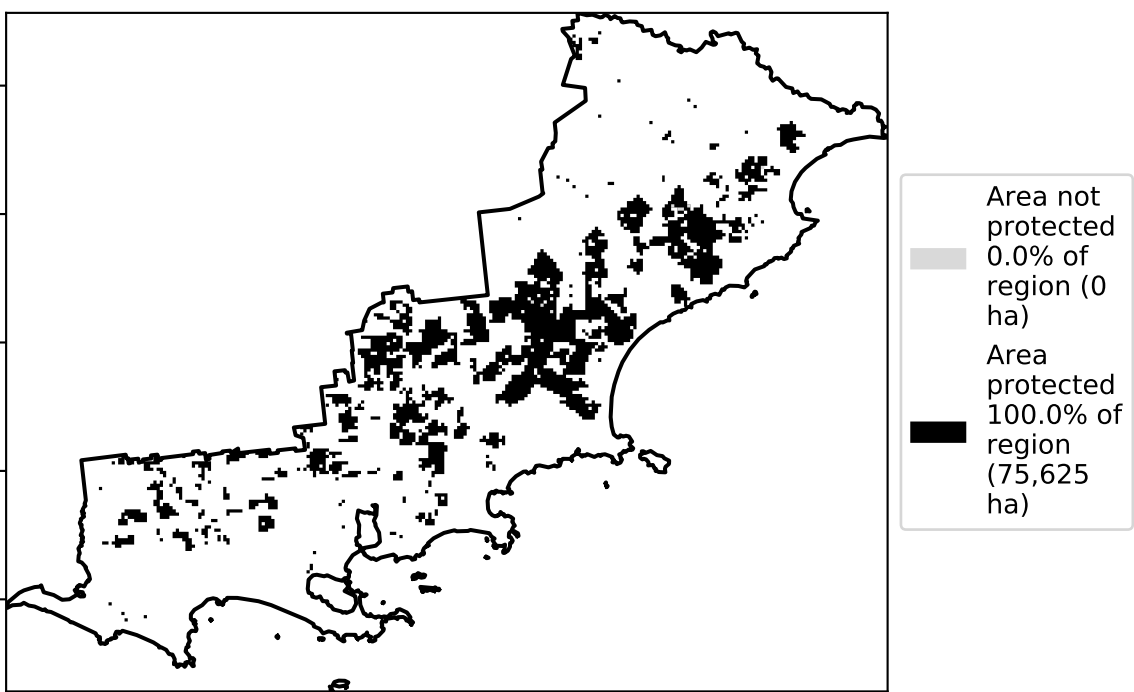 Area not
protected
0.0% of
region (0
ha)
Area
protected
100.0% of
region
(75,625
ha)